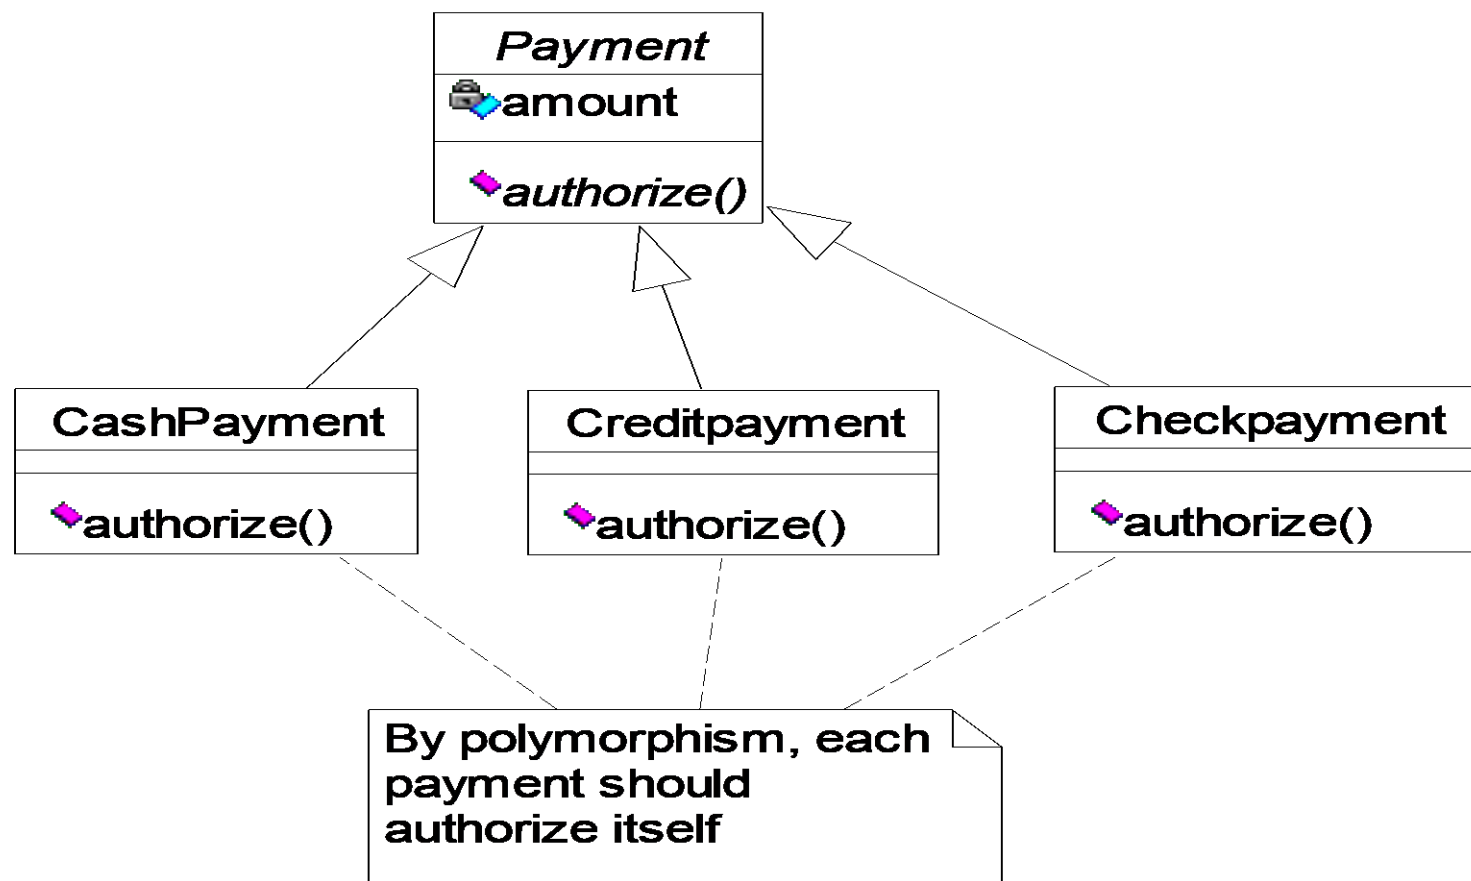 Payment
amount
authorize()
CashPayment
authorize()
Creditpayment
authorize()
Checkpayment
authorize()
By polymorphism, each
payment should
authorize itself